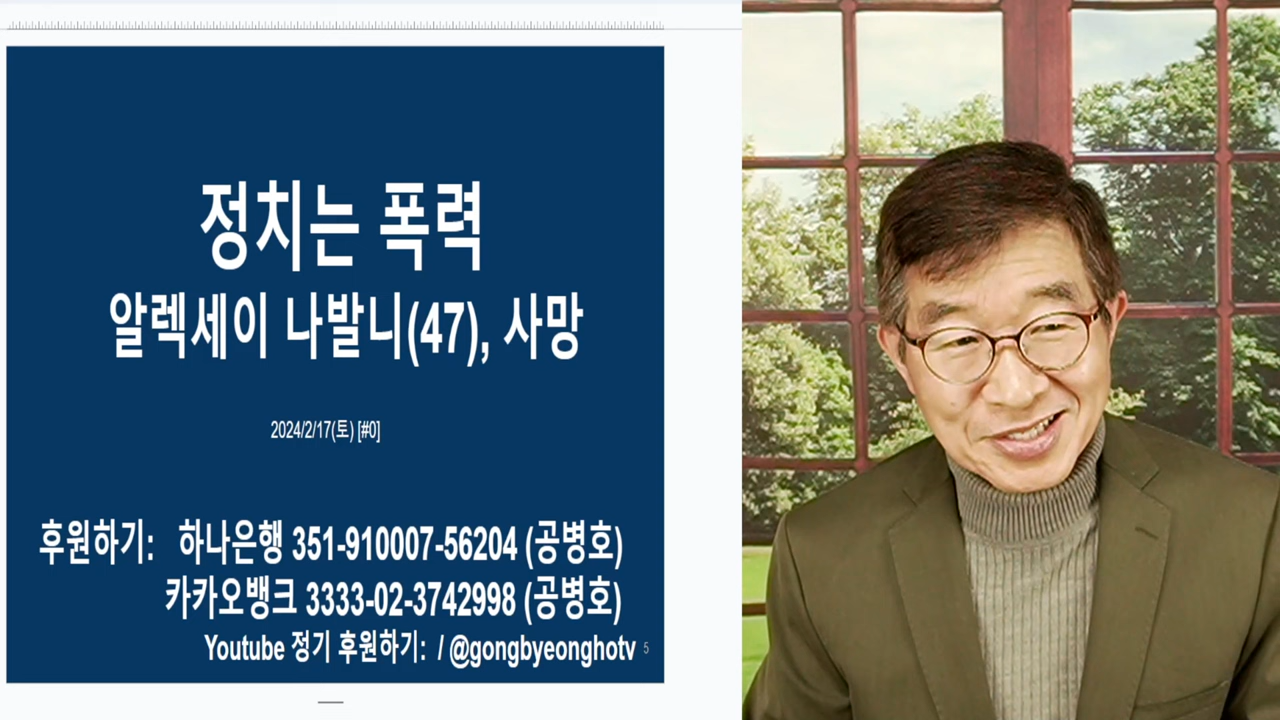 정치는 폭력
알렉세이 나발니(47), 사망
2024/2/17(토) [#0]
후원하기: 하나은행 351-910007-56204 (공병호)
카카오뱅크 3333-02-3742998 (공병호)
Youtube 정기 후원하기: / @gongbyeonghotv 5